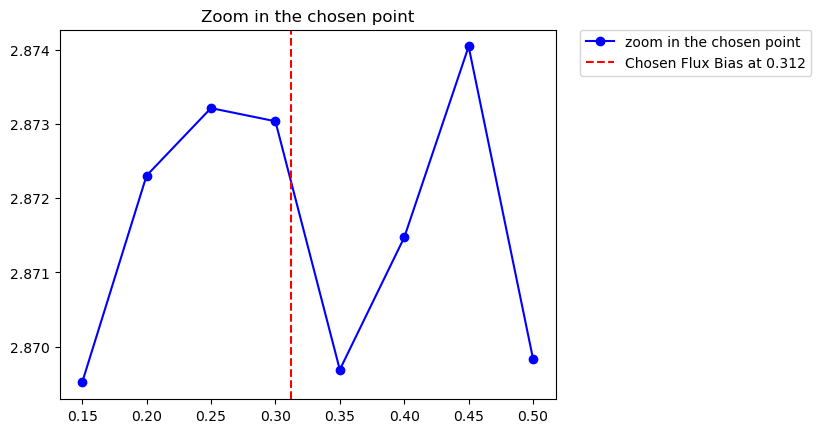 Zoom in the chosen point
zoom in the chosen point
Chosen Flux Bias at 0.312
2.874
2.873
2.872
2.871
2.870
0.15 0.20 0.25 0.30 0.35 0.40 0.45 0.50